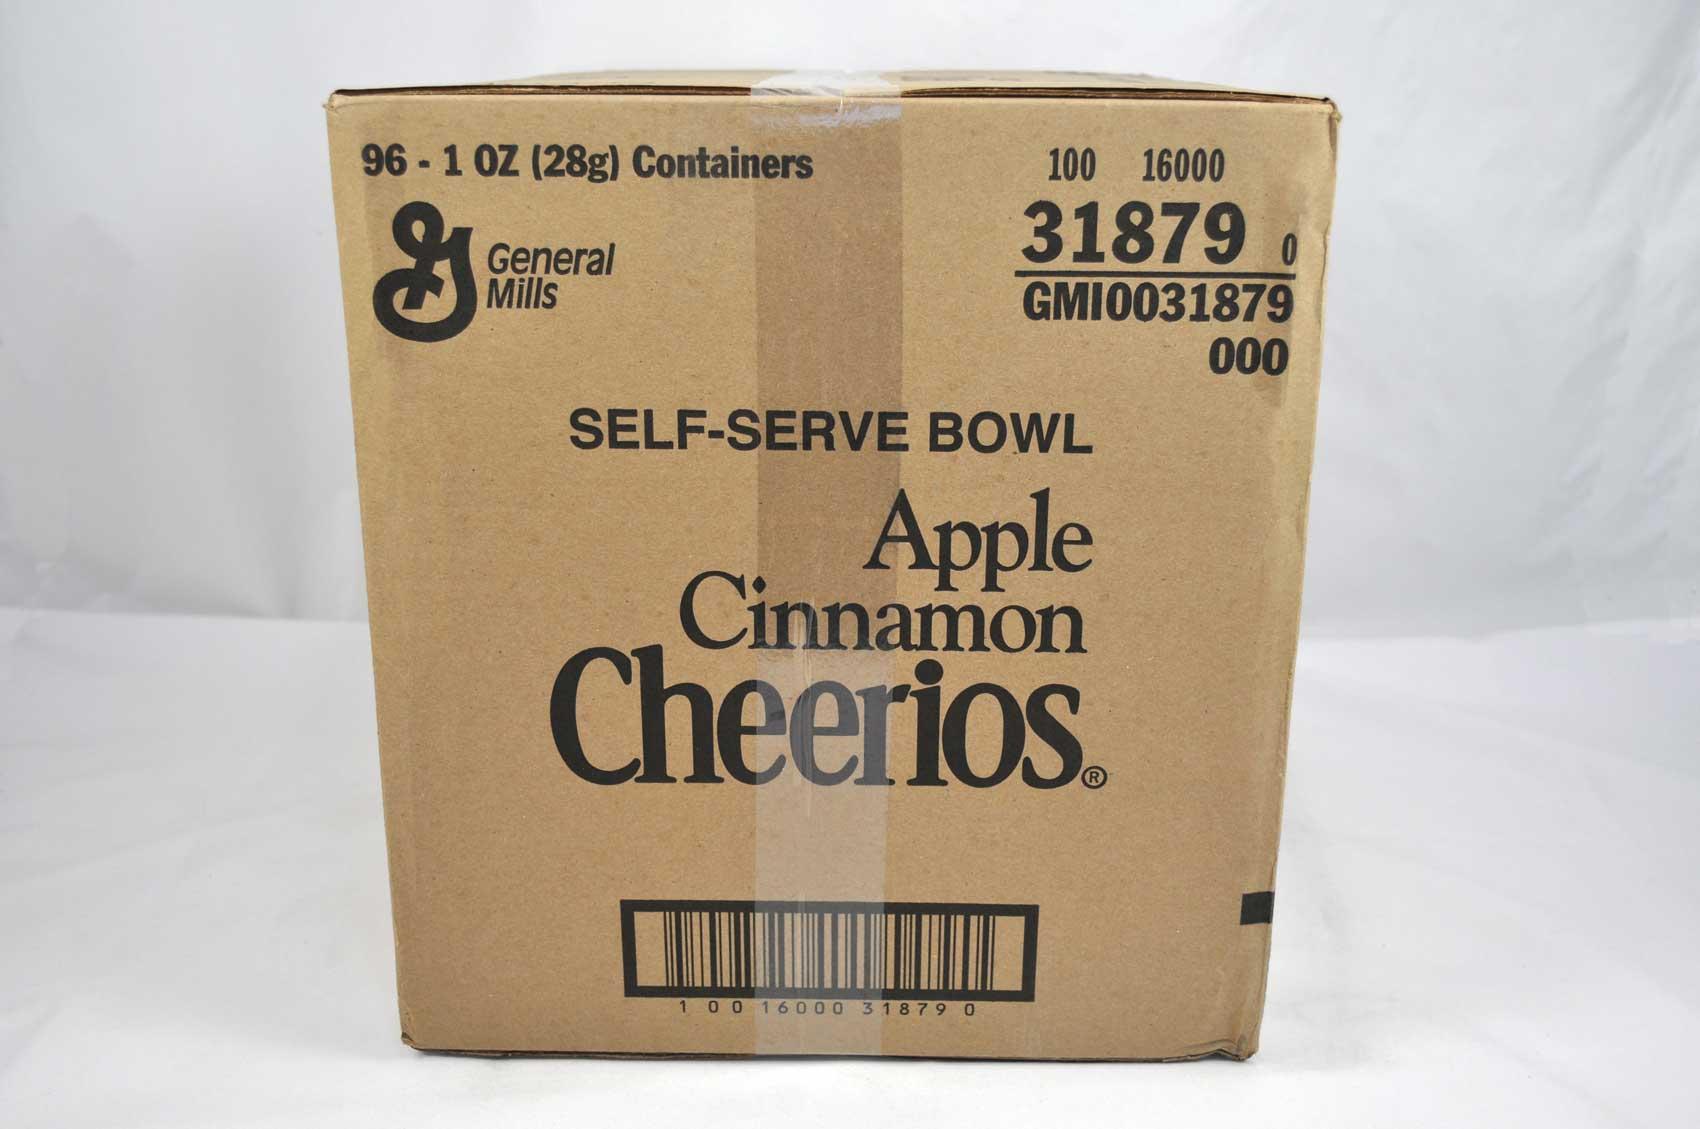 96 - 1 OZ (28g) Containers
General
Mills
100 16000
31879 0
GMI0031879
000
SELF-SERVE BOWL
Apple
Cinnamon
Cheerios®
1 00 16000 31879 0